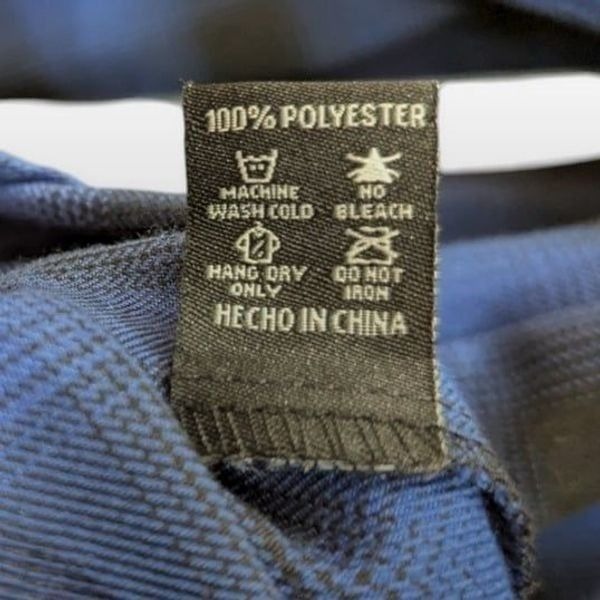 100% POLYESTER
MACHINE
WASH COLD
NO
BLEACH
HANG DRY
ONLY
DO NOT
IRON
HECHO IN CHINA